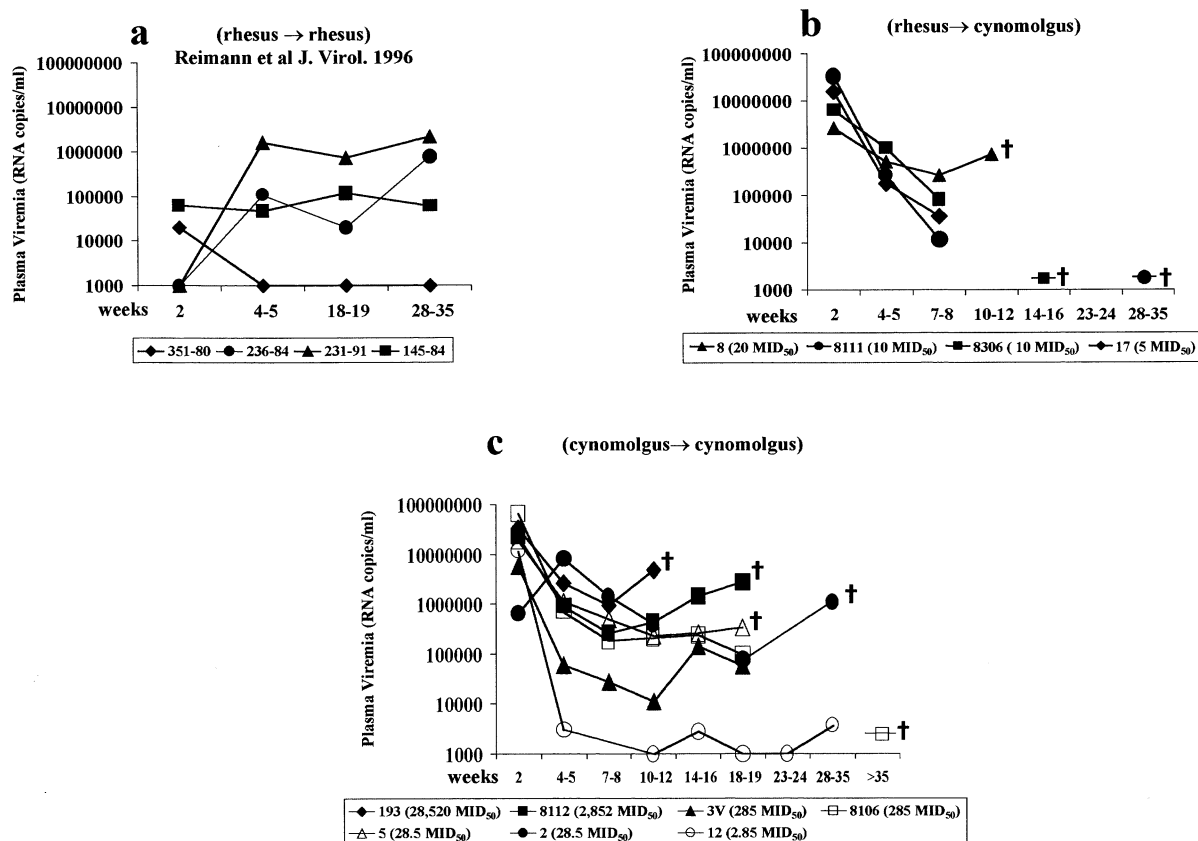 a
(rhesus → rhesus)
Reimann et al J. Virol. 1996
Plasma Viremia (RNA copies/ml)
100000000
10000000
1000000
100000
10000
1000
weeks 2 4-5 18-19 28-35
351-80 236-84 231-91 145-84
b
(rhesus→ cynomolgus)
Plasma Viremia (RNA copies/ml)
100000000
10000000
1000000
100000
10000
1000
† † †
weeks 2 4-5 7-8 10-12 14-16 23-24 28-35
8 (20 MID50) 8111 (10 MID50) 8306 ( 10 MID50) 17 (5 MID50)
c
(cynomolgus→ cynomolgus)
Plasma Viremia (RNA copies/ml)
100000000
10000000
1000000
100000
10000
1000
† † † † †
weeks 2 4-5 7-8 10-12 14-16 18-19 23-24 28-35 >35
193 (28,520 MID50) 8112 (2,852 MID50) 3V (285 MID50) 8106 (285 MID50)
5 (28.5 MID50) 2 (28.5 MID50) 12 (2.85 MID50)